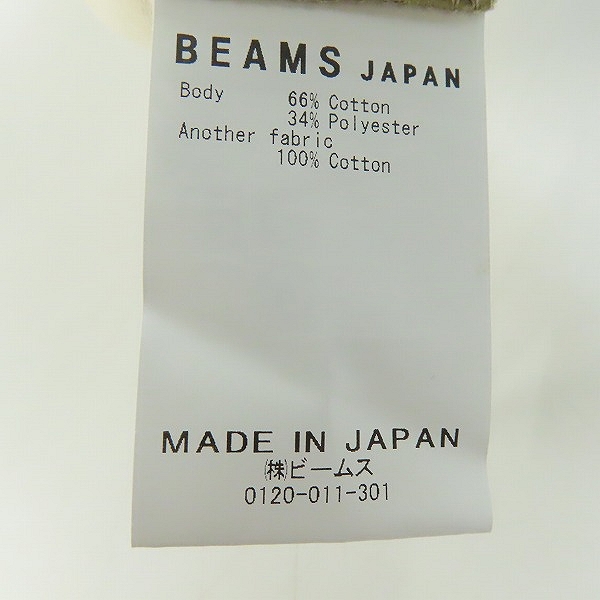 BEAMS JAPAN
Body 66% Cotton
34% Polyester
Another fabric
100% Cotton
MADE IN JAPAN
㈱ビームス
0120-011-301